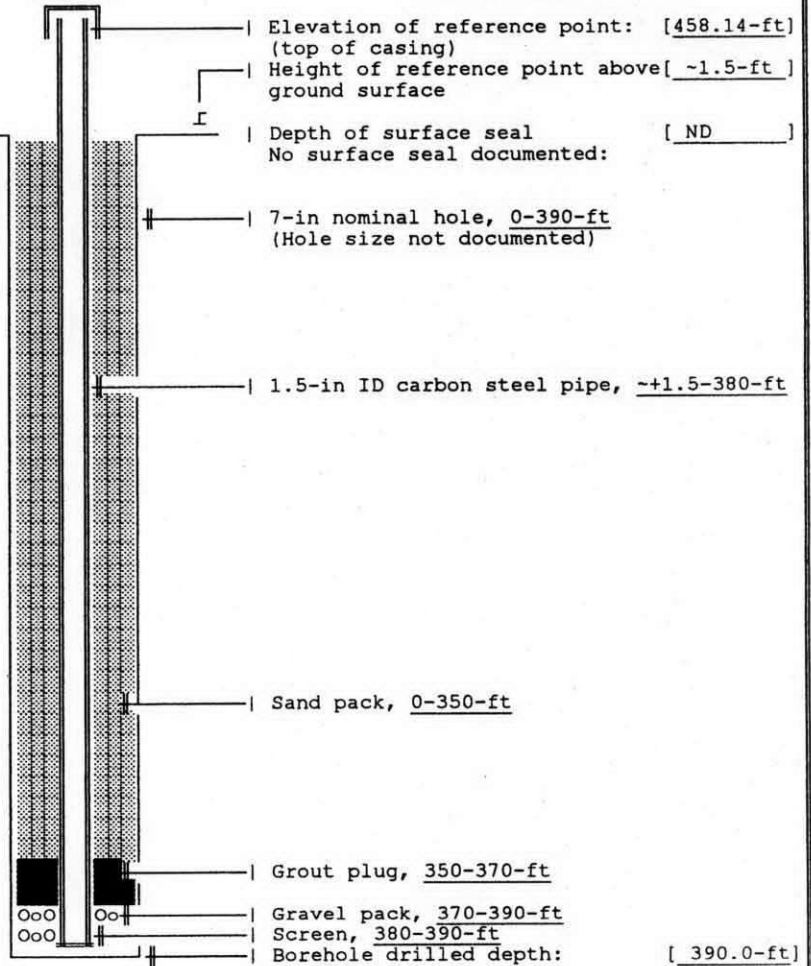 Elevation of reference point: [458.14-ft]
(top of casing)
Height of reference point above[ ~1.5-ft ]
ground surface
Depth of surface seal [ ND ]
No surface seal documented:
7-in nominal hole, 0-390-ft
(Hole size not documented)
1.5-in ID carbon steel pipe, ~+1.5-380-ft
Sand pack, 0-350-ft
Grout plug, 350-370-ft
Gravel pack, 370-390-ft
Screen, 380-390-ft
Borehole drilled depth: [ 390.0-ft]